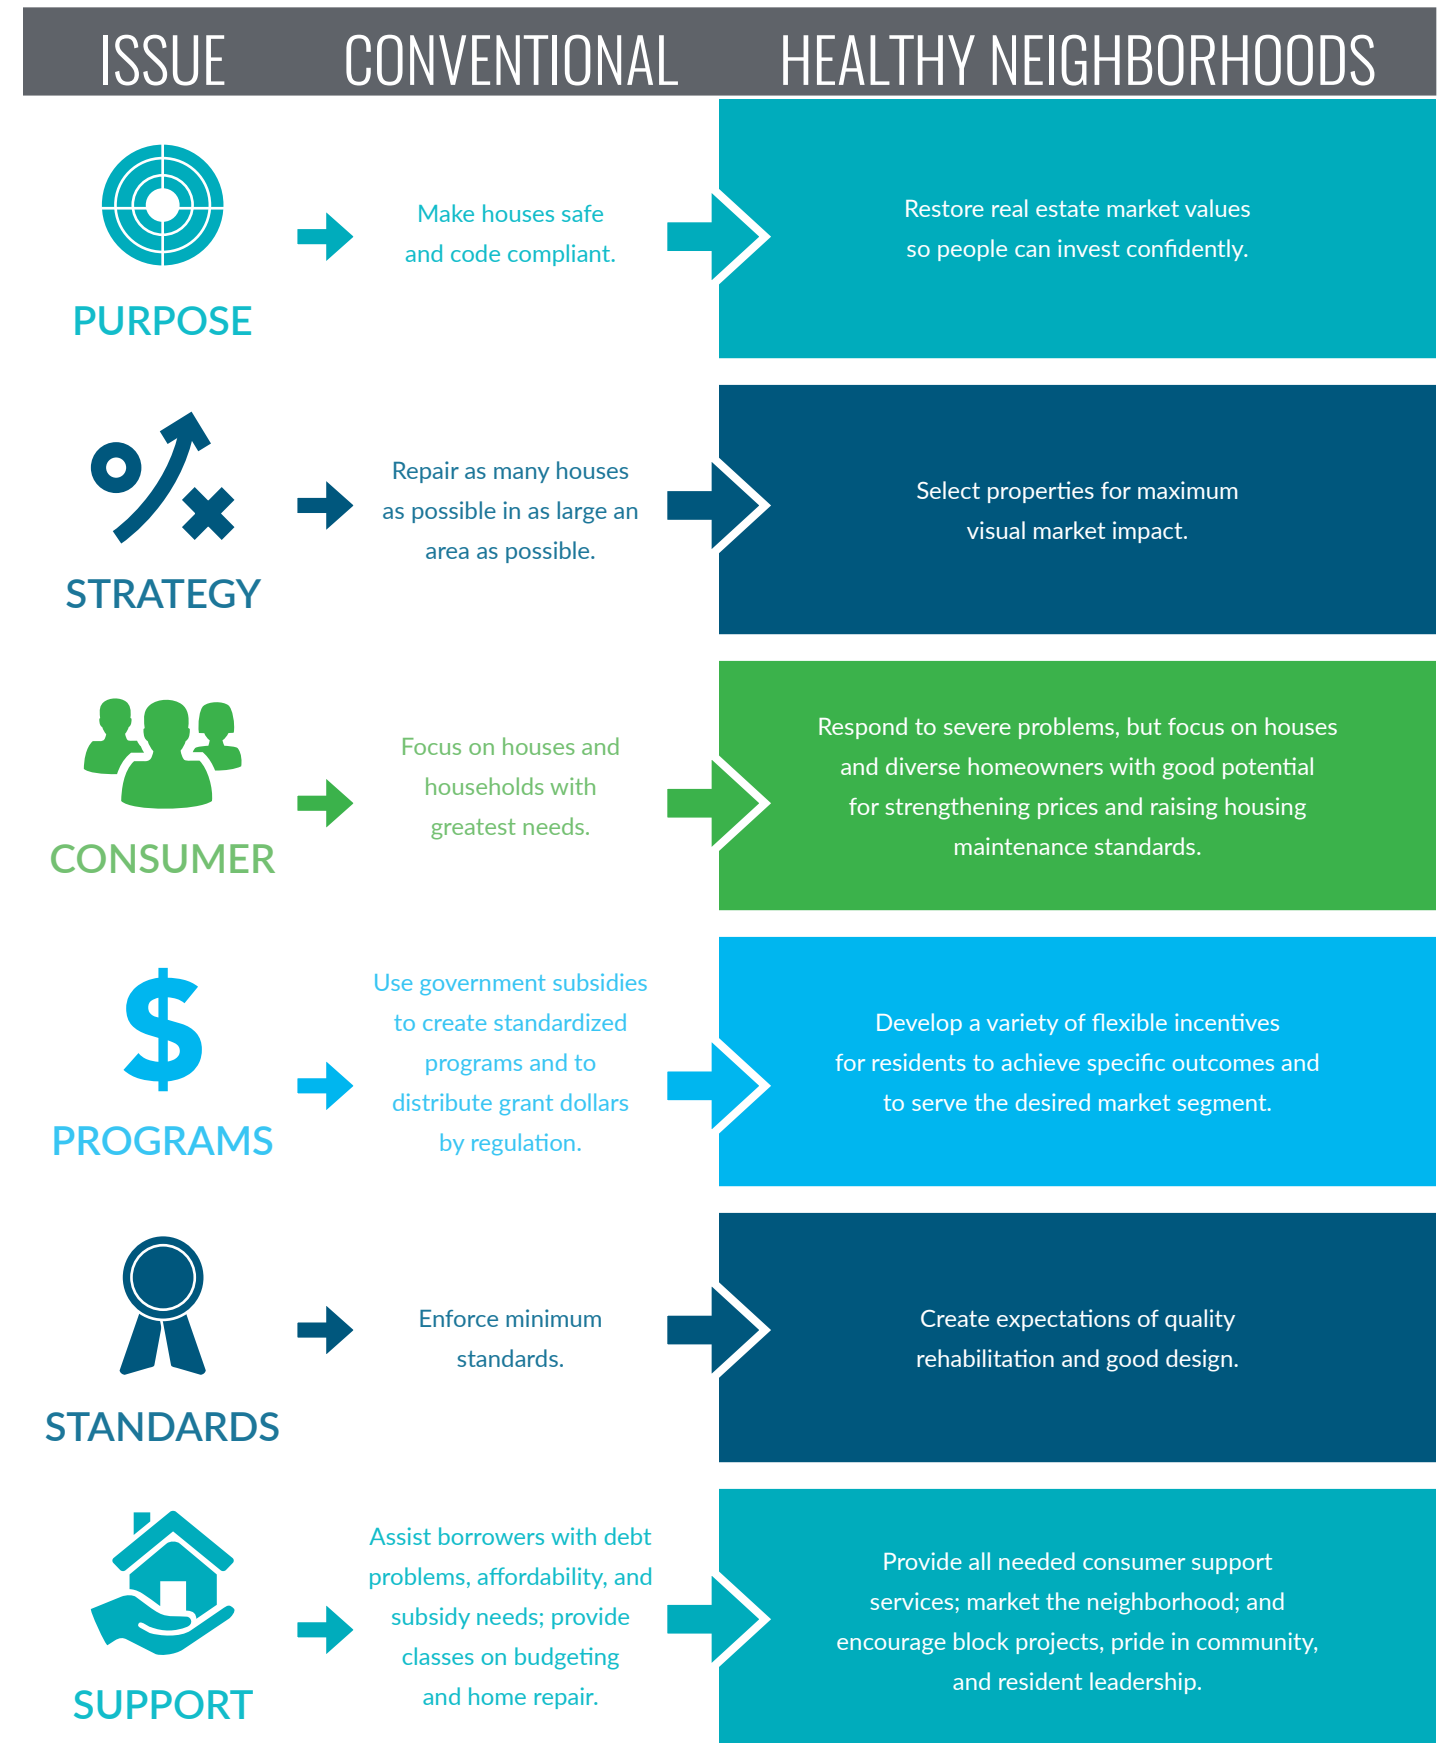 ISSUE CONVENTIONAL HEALTHY NEIGHBORHOODS
PURPOSE
Make houses safe
and code compliant.
Restore real estate market values
so people can invest confidently.
STRATEGY
Repair as many houses
as possible in as large an
area as possible.
Select properties for maximum
visual market impact.
CONSUMER
Focus on houses and
households with
greatest needs.
Respond to severe problems, but focus on houses
and diverse homeowners with good potential
for strengthening prices and raising housing
maintenance standards.
PROGRAMS
Use government subsidies
to create standardized
programs and to
distribute grant dollars
by regulation.
Develop a variety of flexible incentives
for residents to achieve specific outcomes and
to serve the desired market segment.
STANDARDS
Enforce minimum
standards.
Create expectations of quality
rehabilitation and good design.
SUPPORT
Assist borrowers with debt
problems, affordability, and
subsidy needs; provide
classes on budgeting
and home repair.
Provide all needed consumer support
services; market the neighborhood; and
encourage block projects, pride in community,
and resident leadership.